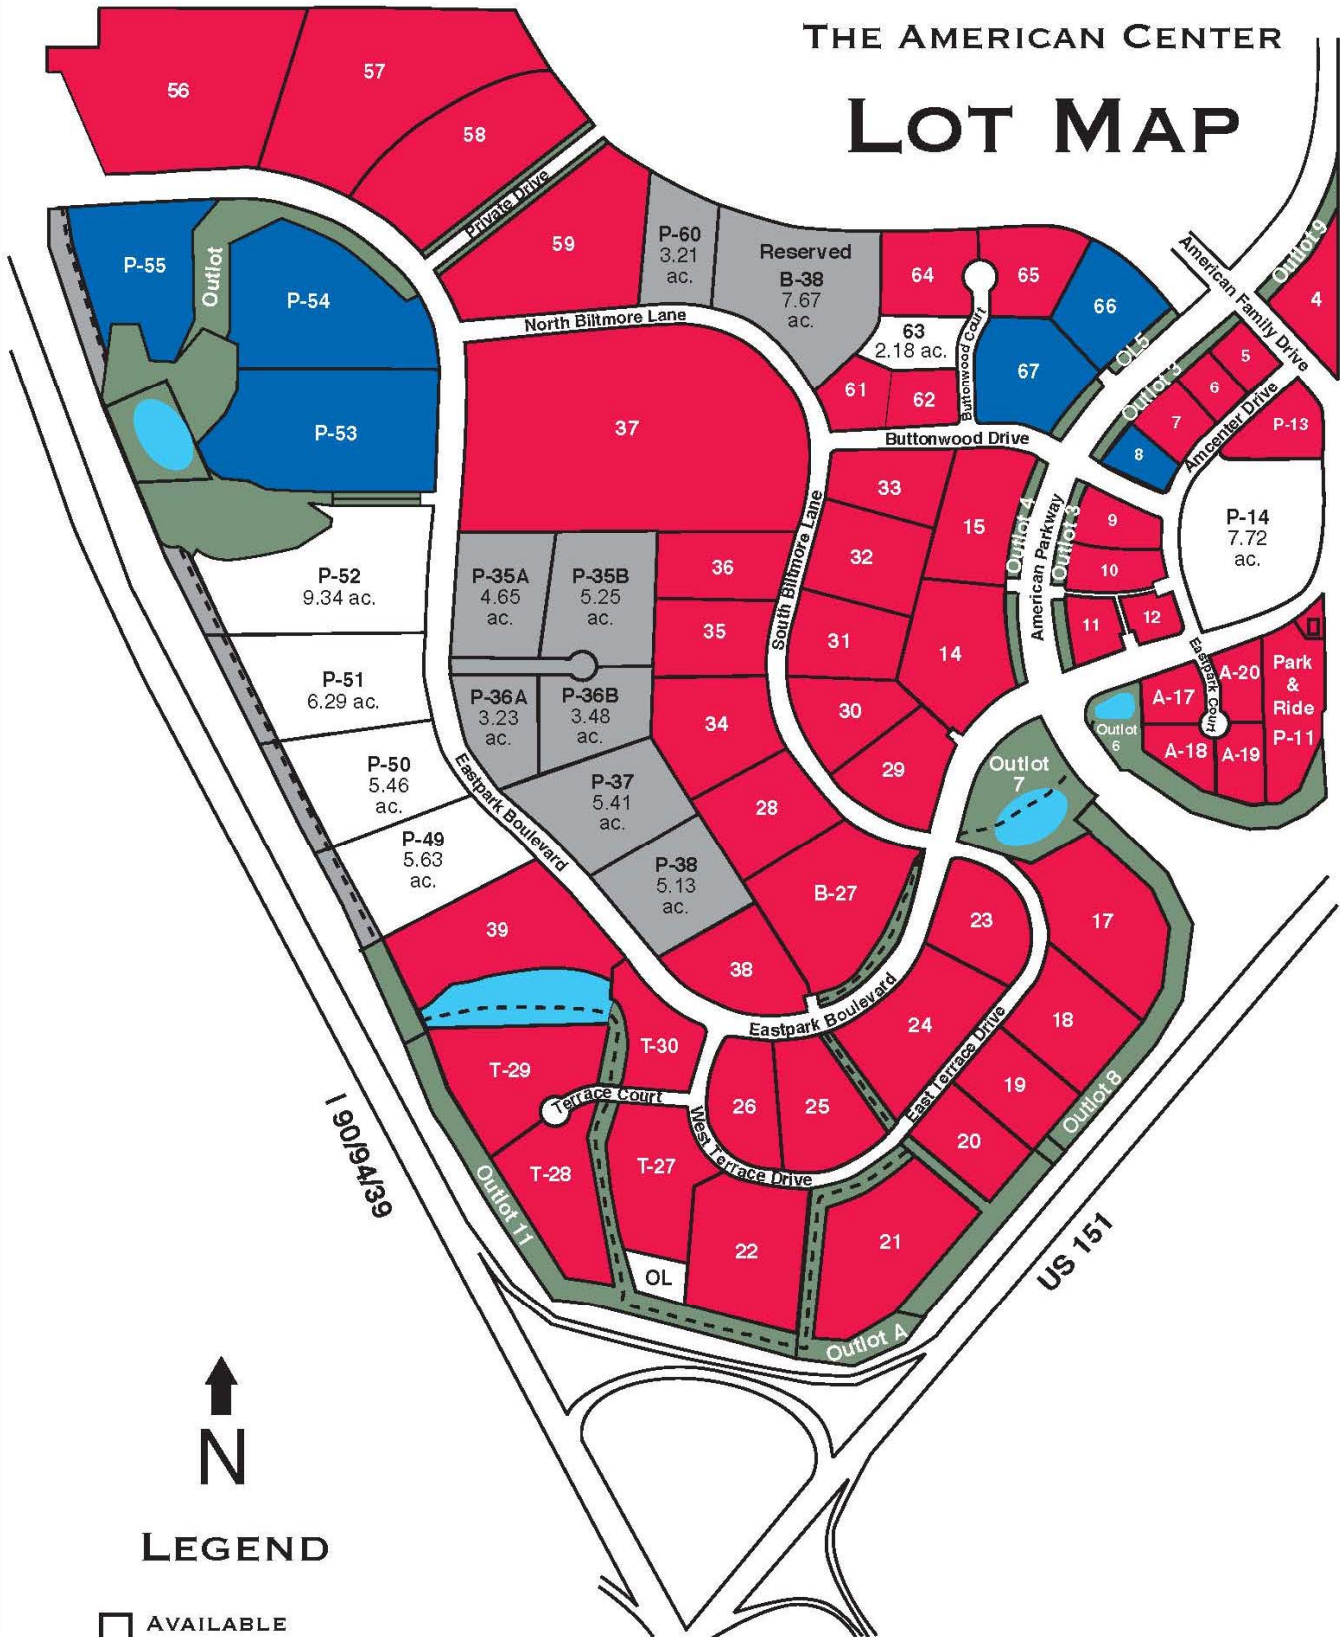 THE AMERICAN CENTER
LOT MAP
56
57
58
Private Drive
59
P-60
3.21
ac.
Reserved
B-38
7.67
ac.
64
65
66
American Family Drive
Outlot 9
4
P-55
Outlot
P-54
North Biltmore Lane
63
2.18 ac.
Buttonwood Court
67
OL5
Outlot 3
5
6
7
8
Amcenter Drive
P-13
61
62
Buttonwood Drive
P-53
37
33
15
Outlot 4
American Parkway
Outlot 3
9
P-14
7.72
ac.
P-52
9.34 ac.
P-35A
4.65
ac.
P-35B
5.25
ac.
36
South Biltmore Lane
32
10
11
12
35
31
14
Eastpark Court
A-20
Park
&
Ride
P-11
A-17
A-18
A-19
P-51
6.29 ac.
P-36A
3.23
ac.
P-36B
3.48
ac.
34
30
29
Outlot
6
Outlot
7
P-50
5.46
ac.
Eastpark Boulevard
P-37
5.41
ac.
28
P-49
5.63
ac.
P-38
5.13
ac.
B-27
23
17
39
38
Eastpark Boulevard
24
East Terrace Drive
18
T-30
T-29
Terrace Court
26
25
19
20
Outlot 8
West Terrace Drive
T-28
T-27
I 90/94/39
Outlot 11
22
21
OL
Outlot A
US 151
N
LEGEND
AVAILABLE